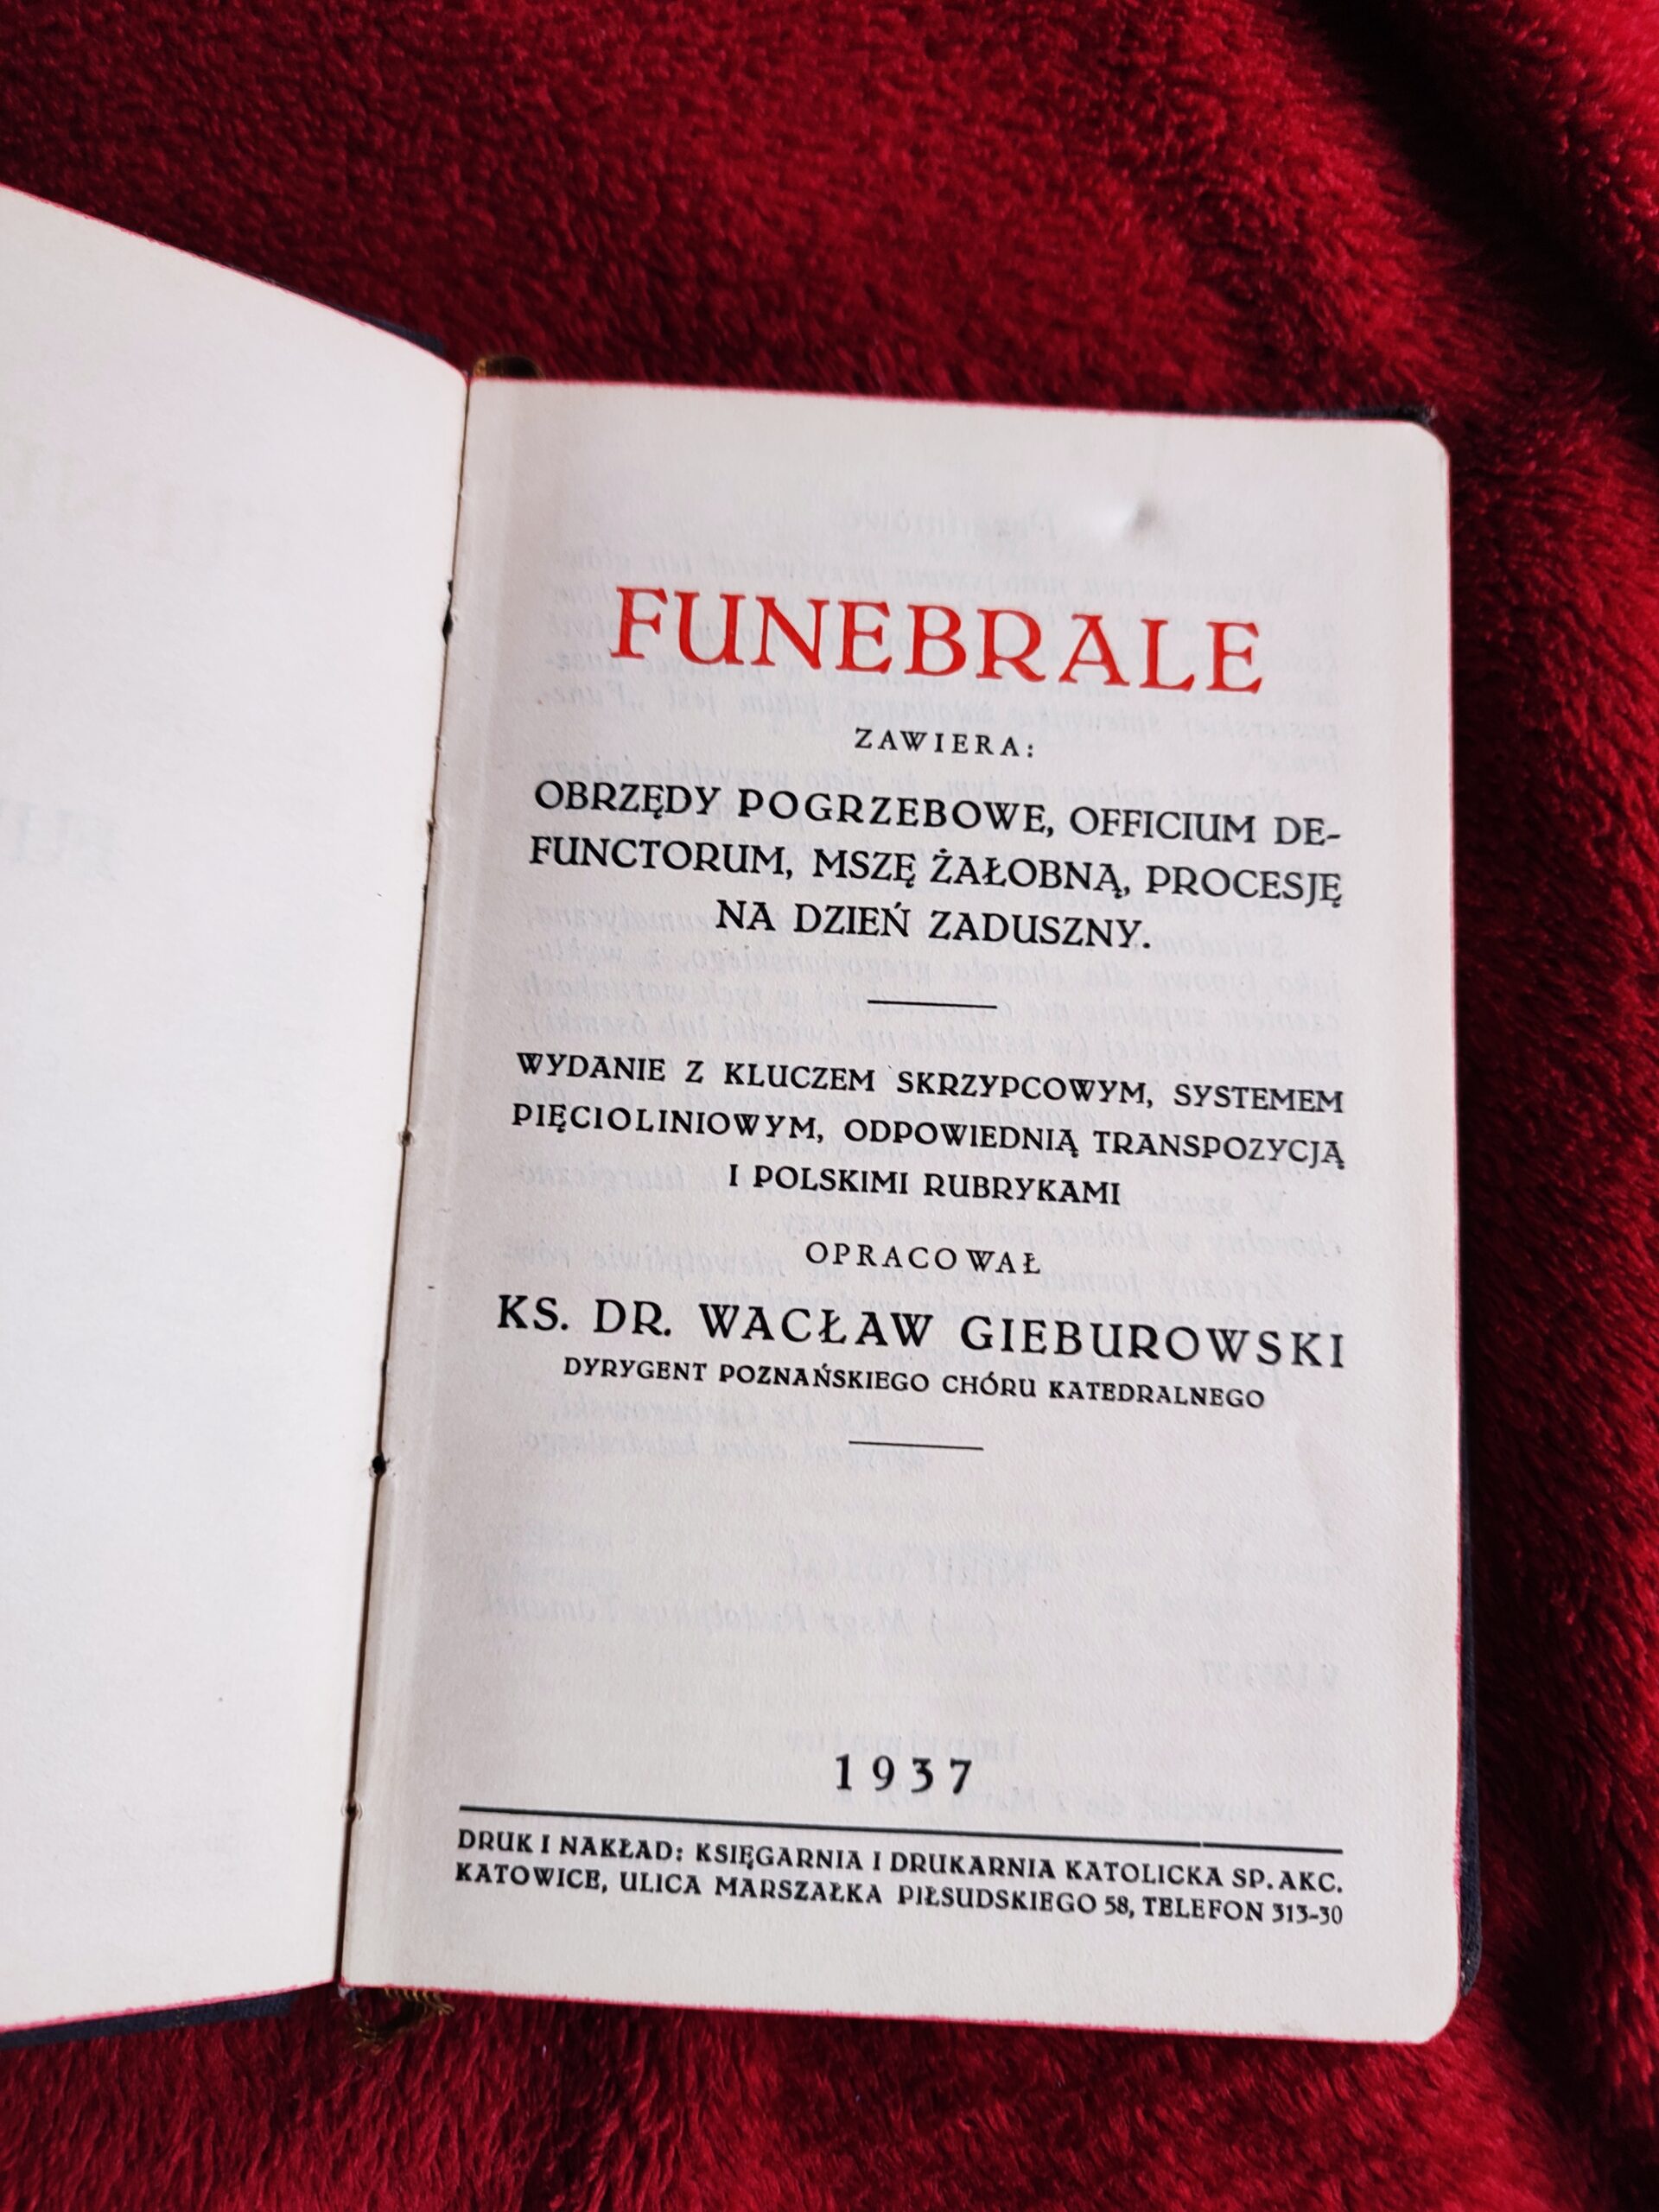 FUNEBRALE
ZAWIERA:
OBRZĘDY POGRZEBOWE, OFFICIUM DE-
FUNCTORUM, MSZĘ ŻAŁOBNĄ, PROCESJĘ
NA DZIEŃ ZADUSZNY.
WYDANIE Z KLUCZEM SKRZYPCOWYM, SYSTEMEM
PIĘCIOLINIOWYM, ODPOWIEDNIĄ TRANSPOZYCJĄ
I POLSKIMI RUBRYKAMI
OPRACOWAŁ
KS. DR. WACŁAW GIEBUROWSKI
DYRYGENT POZNAŃSKIEGO CHÓRU KATEDRALNEGO
1937
DRUK I NAKŁAD: KSIĘGARNIA I DRUKARNIA KATOLICKA SP. AKC.
KATOWICE, ULICA MARSZAŁKA PIŁSUDSKIEGO 58, TELEFON 313-30